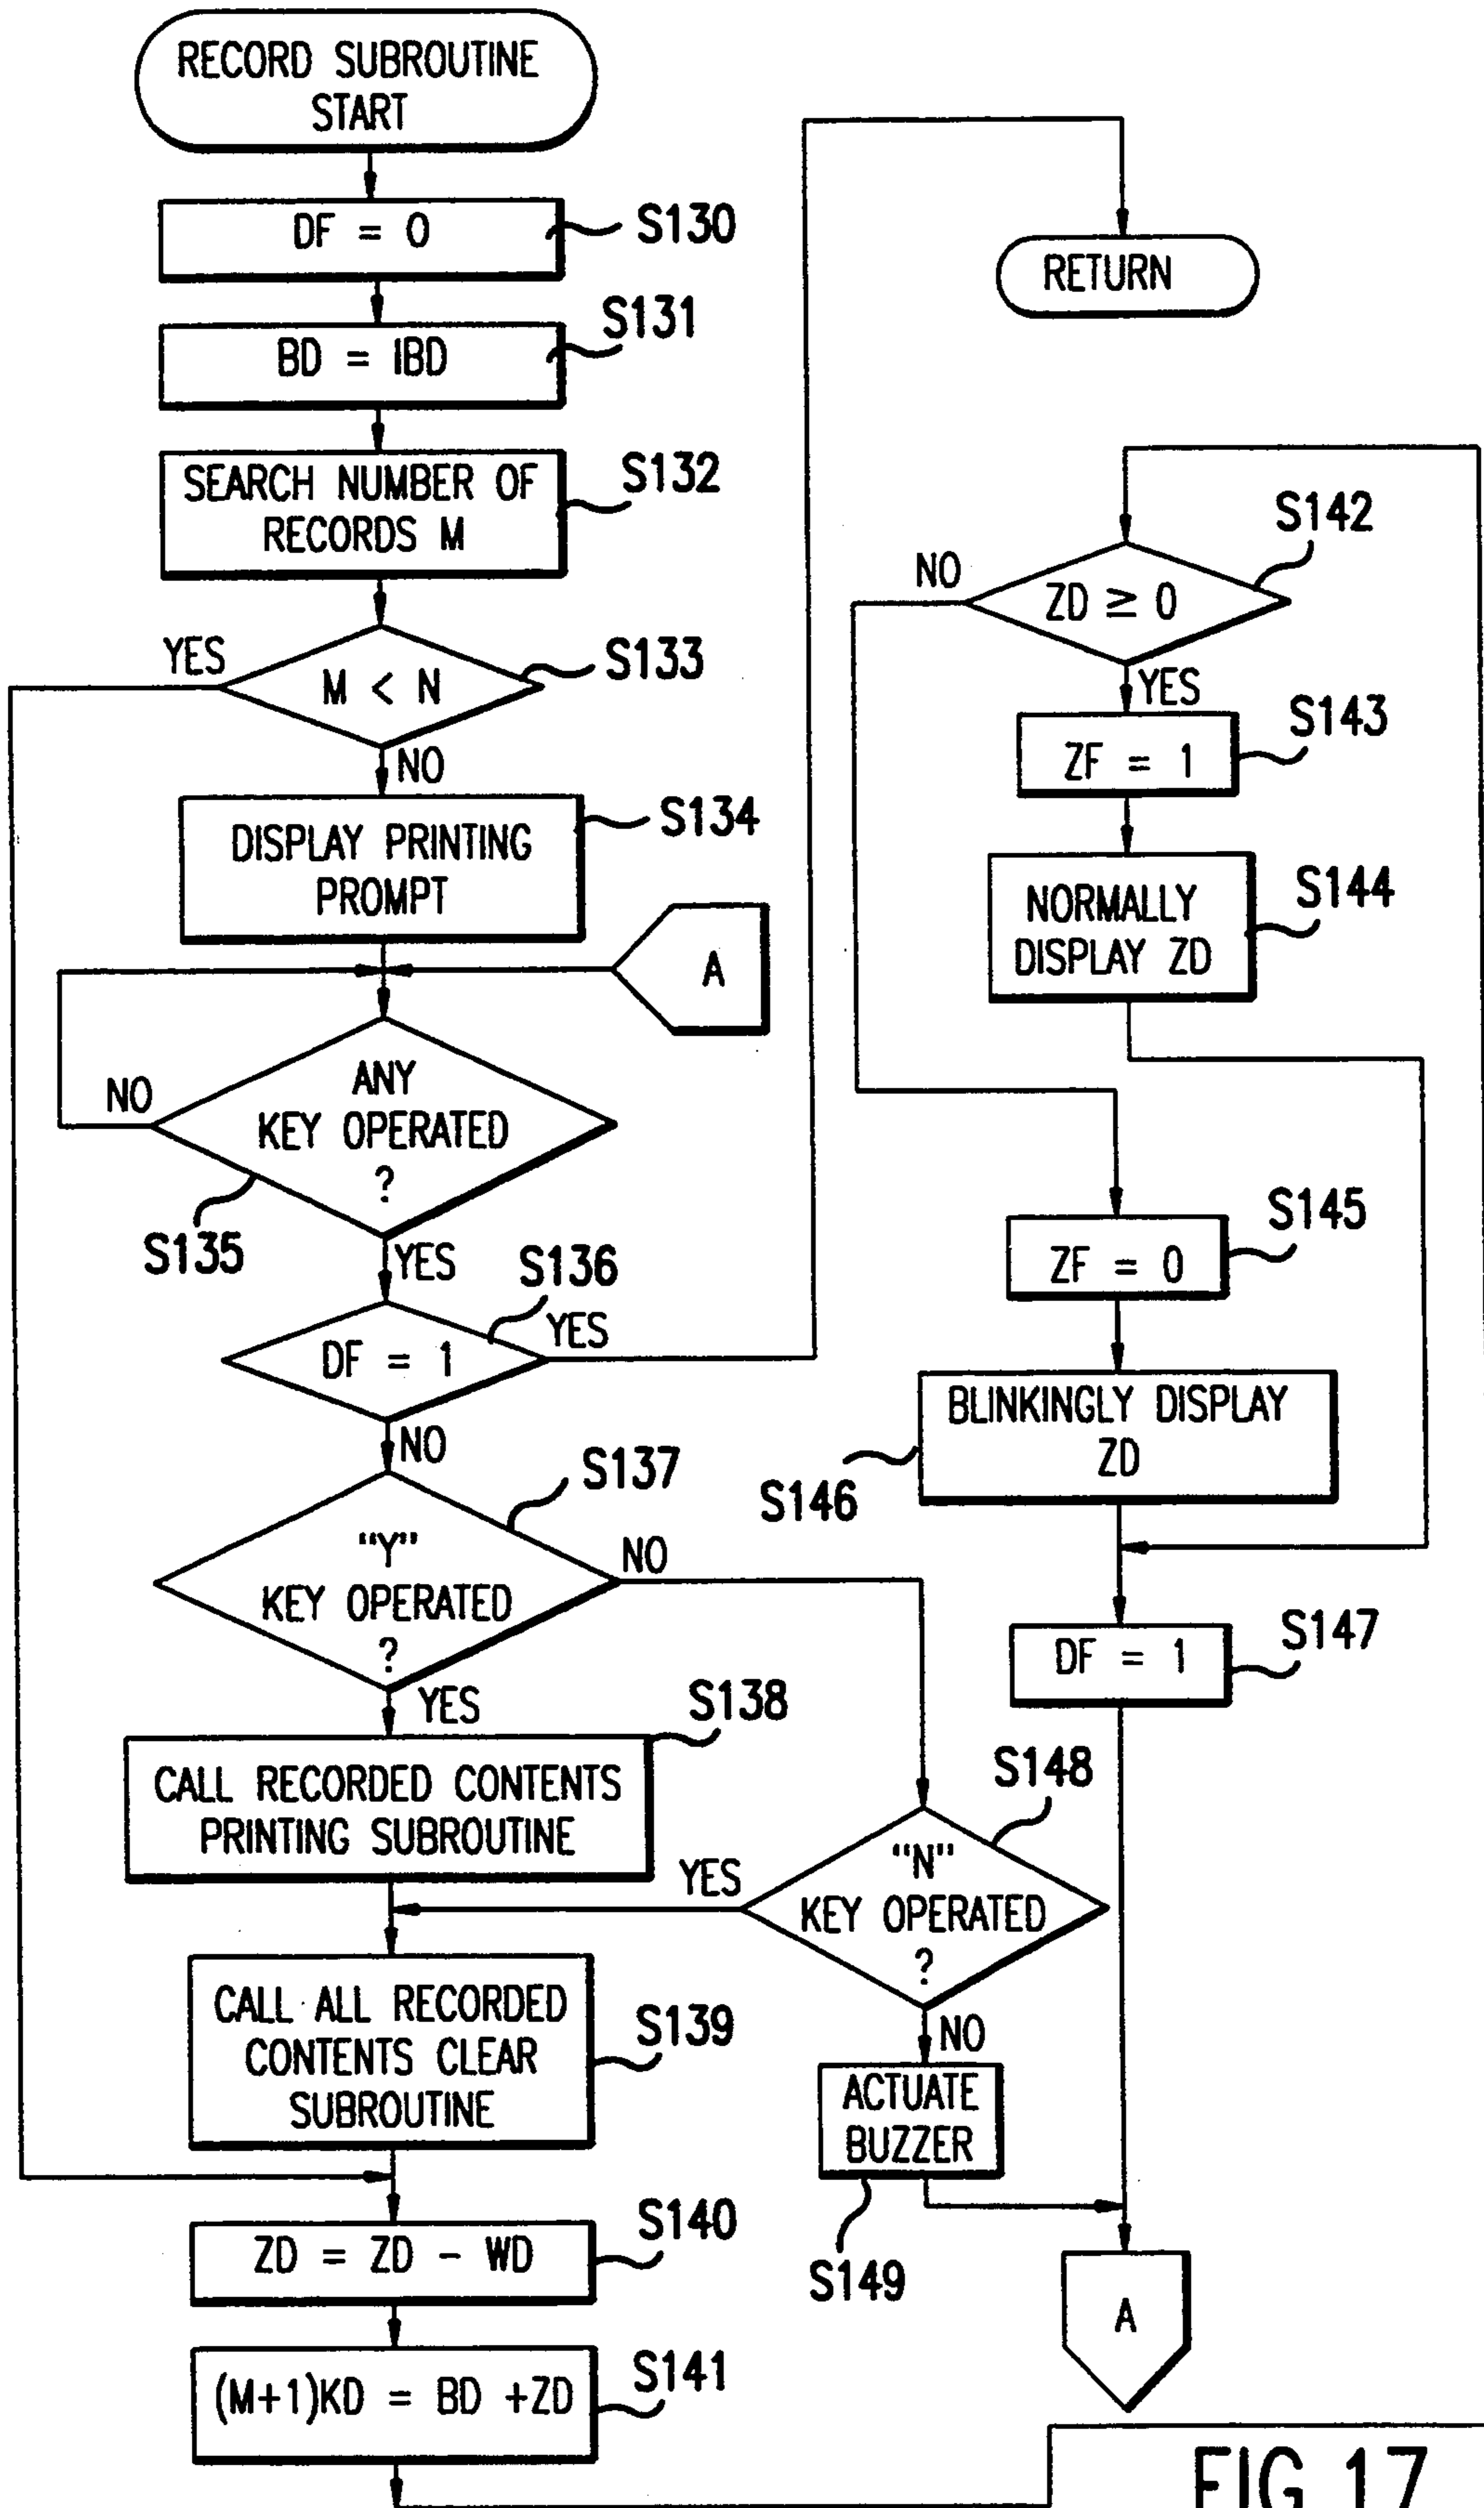 RECORD SUBROUTINE
START
DF = 0
S130
BD = IBD
S131
SEARCH NUMBER OF
RECORDS M
S132
YES
M < N
S133
NO
DISPLAY PRINTING
PROMPT
S134
A
ANY
KEY OPERATED
?
NO
S135
YES
S136
DF = 1
YES
NO
S137
"Y"
KEY OPERATED
?
NO
YES
S138
CALL RECORDED CONTENTS
PRINTING SUBROUTINE
CALL ALL RECORDED
CONTENTS CLEAR
SUBROUTINE
S139
ZD = ZD - WD
S140
(M+1)KD = BD +ZD
S141
RETURN
S142
NO
ZD ≥ 0
YES
S143
ZF = 1
S144
NORMALLY
DISPLAY ZD
S145
ZF = 0
BLINKINGLY DISPLAY
ZD
S146
DF = 1
S147
S148
YES
"N"
KEY OPERATED
?
NO
ACTUATE
BUZZER
S149
A
FIG 17